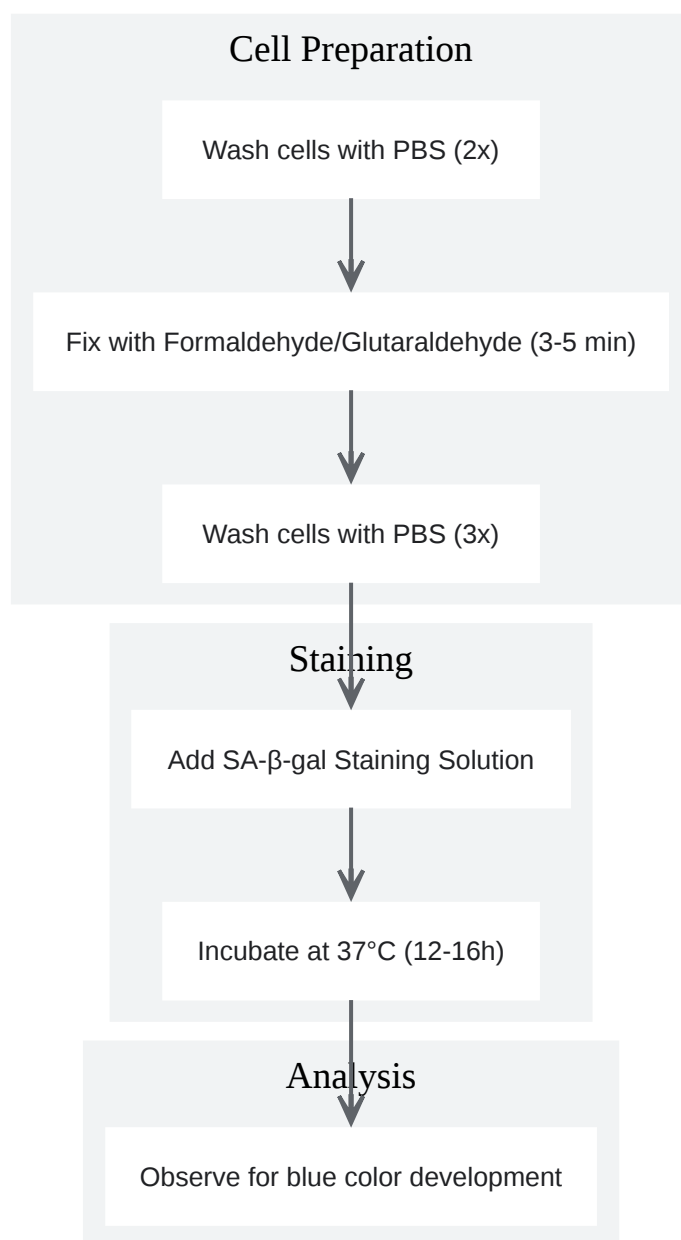 Cell Preparation
Wash cells with PBS (2x)
Fix with Formaldehyde/Glutaraldehyde (3-5 min)
Wash cells with PBS (3x)
Staining
Add SA-β-gal Staining Solution
Incubate at 37°C (12-16h)
Analysis
Observe for blue color development